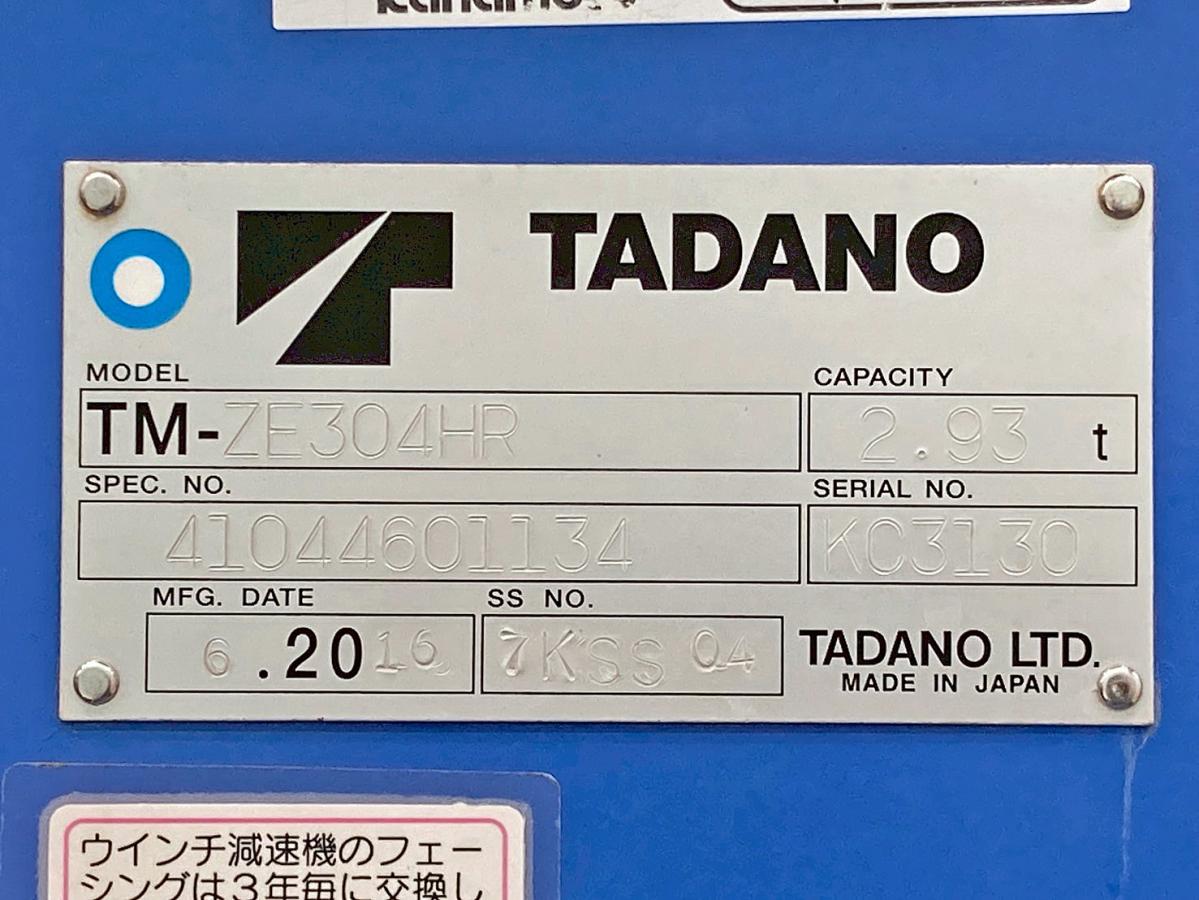 TADANO
MODEL
CAPACITY
TM-ZE304HR
2.93 t
SPEC. NO.
SERIAL NO.
41044601134
KC3130
MFG. DATE
SS NO.
6 .2016
7KSS 04
TADANO LTD.
MADE IN JAPAN
ウインチ減速機のフェー
シングは3年毎に交換し